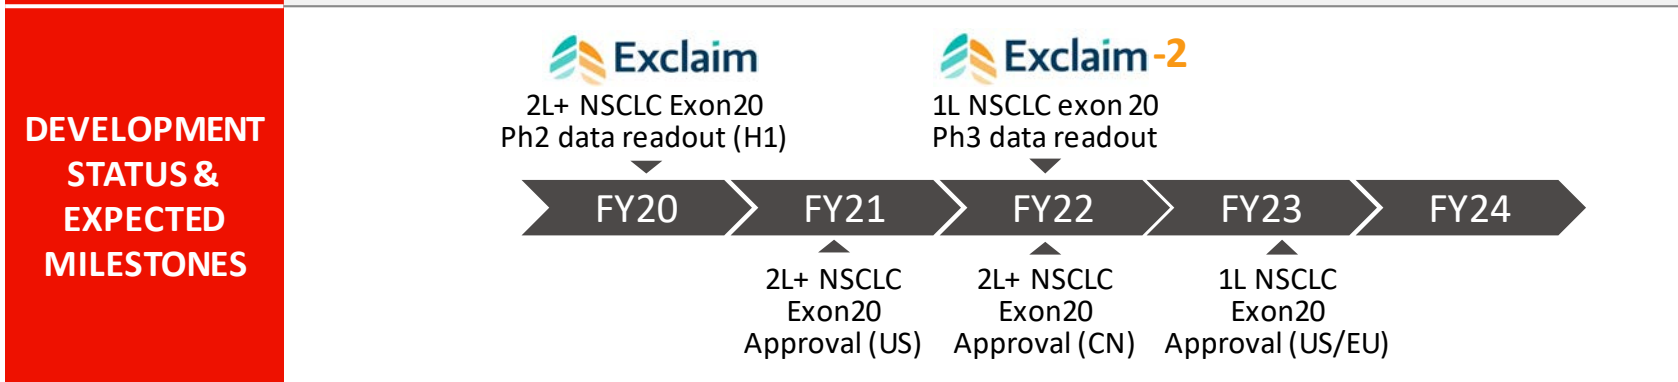 DEVELOPMENT
STATUS &
EXPECTED
MILESTONES
Exclaim
2L+ NSCLC Exon20
Ph2 data readout (H1)
Exclaim-2
1L NSCLC exon 20
Ph3 data readout
FY20
FY21
FY22
FY23
FY24
2L+ NSCLC
Exon20
Approval (US)
2L+ NSCLC
Exon20
Approval (CN)
1L NSCLC
Exon20
Approval (US/EU)